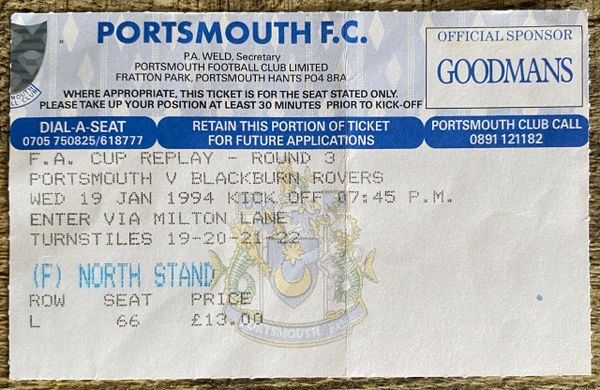 PORTSMOUTH F.C.
P.A. WELD, Secretary
PORTSMOUTH FOOTBALL CLUB LIMITED
FRATTON PARK, PORTSMOUTH HANTS PO4 8RA
WHERE APPROPRIATE, THIS TICKET IS FOR THE SEAT STATED ONLY.
PLEASE TAKE UP YOUR POSITION AT LEAST 30 MINUTES PRIOR TO KICK-OFF
OFFICIAL SPONSOR
GOODMANS
DIAL-A-SEAT
0705 750825/618777
RETAIN THIS PORTION OF TICKET
FOR FUTURE APPLICATIONS
PORTSMOUTH CLUB CALL
0891 121182
F.A. CUP REPLAY - ROUND 3
PORTSMOUTH V BLACKBURN ROVERS
WED 19 JAN 1994 KICK OFF 07:45 P.M.
ENTER VIA MILTON LANE
TURNSTILES 19-20-21-22
(F) NORTH STAND
ROW SEAT PRICE
L 66 £13.00
PORTSMOUTH F.C.